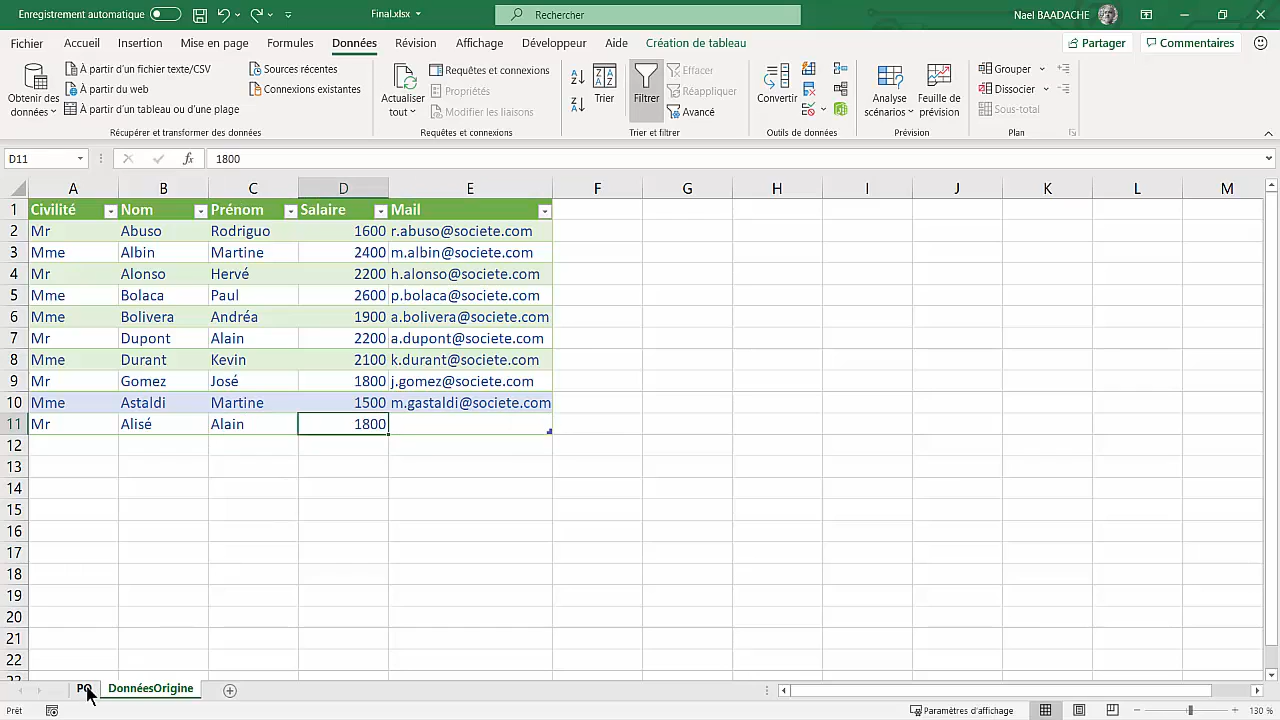 Enregistrement automatique Final.xlsx Rechercher Nael BAADACHE
Fichier Accueil Insertion Mise en page Formules Données Révision Affichage Développeur Aide Création de tableau Partager Commentaires
Obtenir des données
À partir d'un fichier texte/CSV
À partir du web
À partir d'un tableau ou d'une plage
Sources récentes
Connexions existantes
Récupérer et transformer des données
Actualiser tout
Requêtes et connexions
Propriétés
Modifier les liaisons
Requêtes et connexions
Trier
Filtrer
Effacer
Réappliquer
Avancé
Trier et filtrer
Convertir
Outils de données
Analyse scénarios
Feuille de prévision
Prévision
Grouper
Dissocier
Sous-total
Plan
D11 fx 1800
A B C D E F G H I J K L M
1 Civilité Nom Prénom Salaire Mail
2 Mr Abuso Rodriguo 1600 r.abuso@societe.com
3 Mme Albin Martine 2400 m.albin@societe.com
4 Mr Alonso Hervé 2200 h.alonso@societe.com
5 Mme Bolaca Paul 2600 p.bolaca@societe.com
6 Mme Bolivera Andréa 1900 a.bolivera@societe.com
7 Mr Dupont Alain 2200 a.dupont@societe.com
8 Mme Durant Kevin 2100 k.durant@societe.com
9 Mr Gomez José 1800 j.gomez@societe.com
10 Mme Astaldi Martine 1500 m.gastaldi@societe.com
11 Mr Alisé Alain 1800
12
13
14
15
16
17
18
19
20
21
22
DonnéesOrigine
Prêt Paramètres d'affichage 130 %